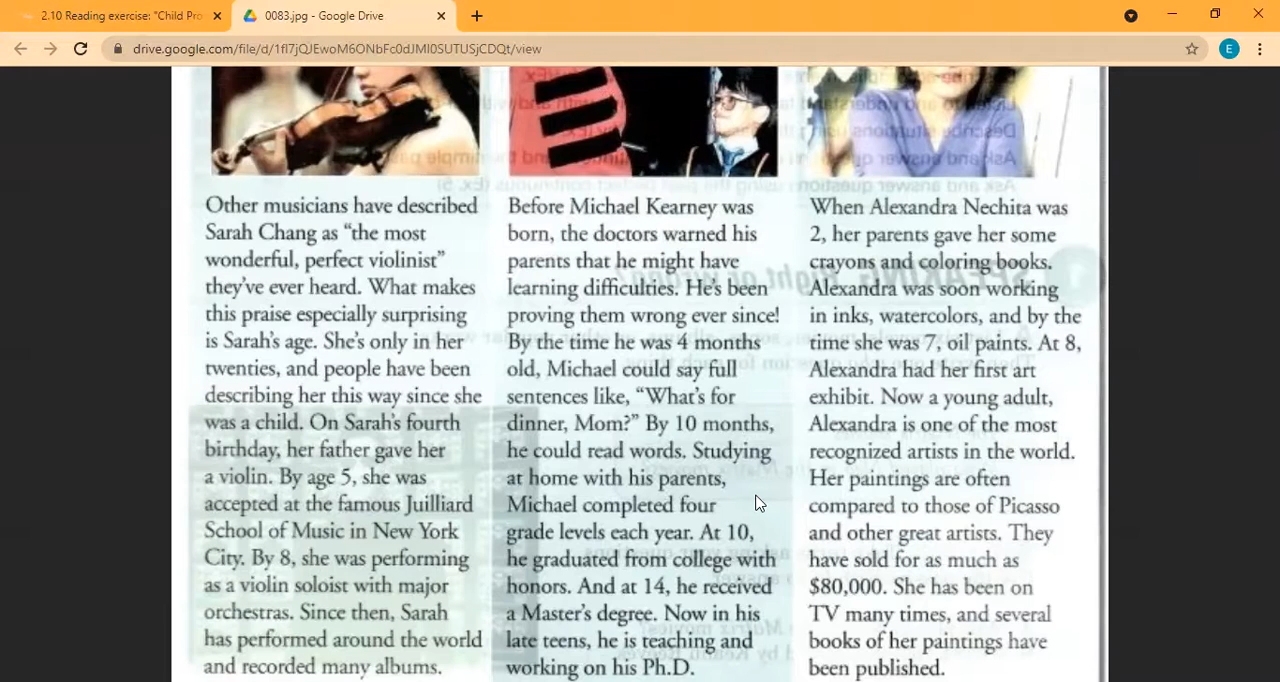 2.10 Reading exercise: "Child Pro
0083.jpg - Google Drive
drive.google.com/file/d/1fI7jQJEwoM6ONbFc0dJMI0SUTUSjCDQt/view
E
Other musicians have described
Sarah Chang as “the most
wonderful, perfect violinist”
they’ve ever heard. What makes
this praise especially surprising
is Sarah’s age. She’s only in her
twenties, and people have been
describing her this way since she
was a child. On Sarah’s fourth
birthday, her father gave her
a violin. By age 5, she was
accepted at the famous Juilliard
School of Music in New York
City. By 8, she was performing
as a violin soloist with major
orchestras. Since then, Sarah
has performed around the world
and recorded many albums.
Before Michael Kearney was
born, the doctors warned his
parents that he might have
learning difficulties. He’s been
proving them wrong ever since!
By the time he was 4 months
old, Michael could say full
sentences like, “What’s for
dinner, Mom?” By 10 months,
he could read words. Studying
at home with his parents,
Michael completed four
grade levels each year. At 10,
he graduated from college with
honors. And at 14, he received
a Master’s degree. Now in his
late teens, he is teaching and
working on his Ph.D.
When Alexandra Nechita was
2, her parents gave her some
crayons and coloring books.
Alexandra was soon working
in inks, watercolors, and by the
time she was 7, oil paints. At 8,
Alexandra had her first art
exhibit. Now a young adult,
Alexandra is one of the most
recognized artists in the world.
Her paintings are often
compared to those of Picasso
and other great artists. They
have sold for as much as
$80,000. She has been on
TV many times, and several
books of her paintings have
been published.